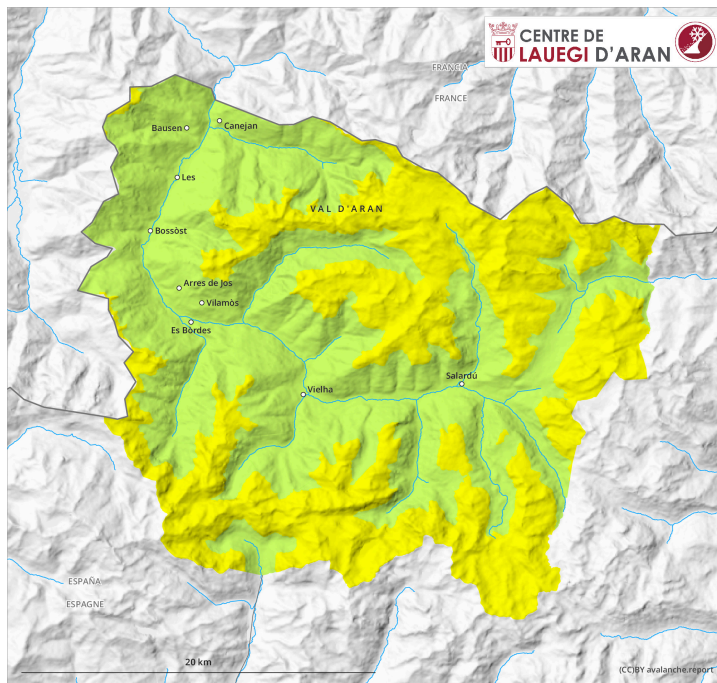 CENTRE DE
LAUEGI D'ARAN
FRANCIA
FRANCE
Bausen
Canejan
Les
VAL D'ARAN
Bossòst
Arres de Jos
Vilamòs
Es Bòrdes
Salardú
Vielha
ESPAÑA
ESPAGNE
20 km
(CC)BY avalanche.report